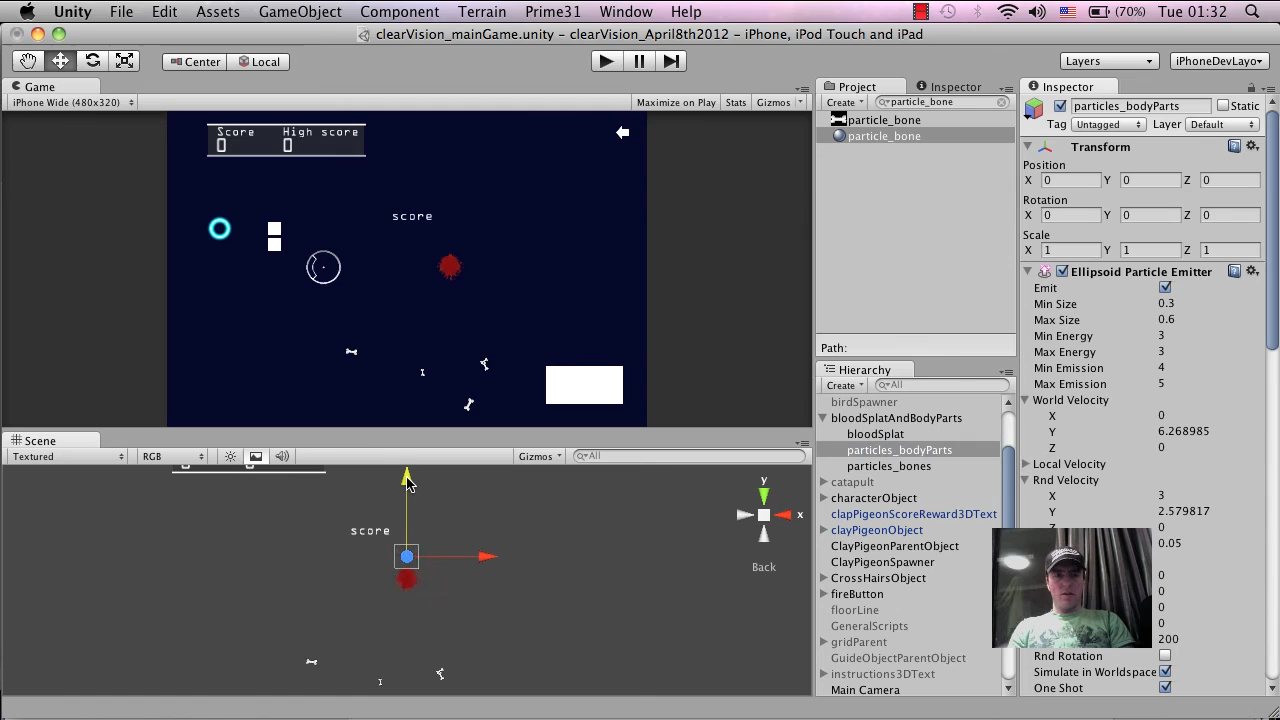 Unity File Edit Assets GameObject Component Terrain Prime31 Window Help (70%) Tue 01:32
clearVision_mainGame.unity – clearVision_April8th2012 – iPhone, iPod Touch and iPad
Center Local Layers iPhoneDevLayo
Game Project Inspector Inspector
iPhone Wide (480x320) Maximize on Play Stats Gizmos Create particle_bone particles_bodyParts Static
particle_bone Tag Untagged Layer Default
Score High score particle_bone
0 0
Transform
Position
X 0 Y 0 Z 0
Rotation
X 0 Y 0 Z 0
score
Scale
X 1 Y 1 Z 1
Ellipsoid Particle Emitter
Emit
Min Size 0.3
Max Size 0.6
Min Energy 3
Path: Max Energy 3
Hierarchy Min Emission 4
Create All Max Emission 5
birdSpawner World Velocity
bloodSplatAndBodyParts X 0
bloodSplat Y 6.268985
particles_bodyParts Z 0
particles_bones Local Velocity
catapult Rnd Velocity
characterObject X 3
clapPigeonScoreReward3DText 2.579817
clayPigeonObject 0
ClayPigeonParentObject 0.05
ClayPigeonSpawner
CrossHairsObject 0
fireButton 0
floorLine 0
GeneralScripts 0
gridParent 200
GuideObjectParentObject Rnd Rotation
instructions3DText Simulate in Worldspace
Main Camera One Shot
Scene
Textured RGB Gizmos All
y
x
Back
score